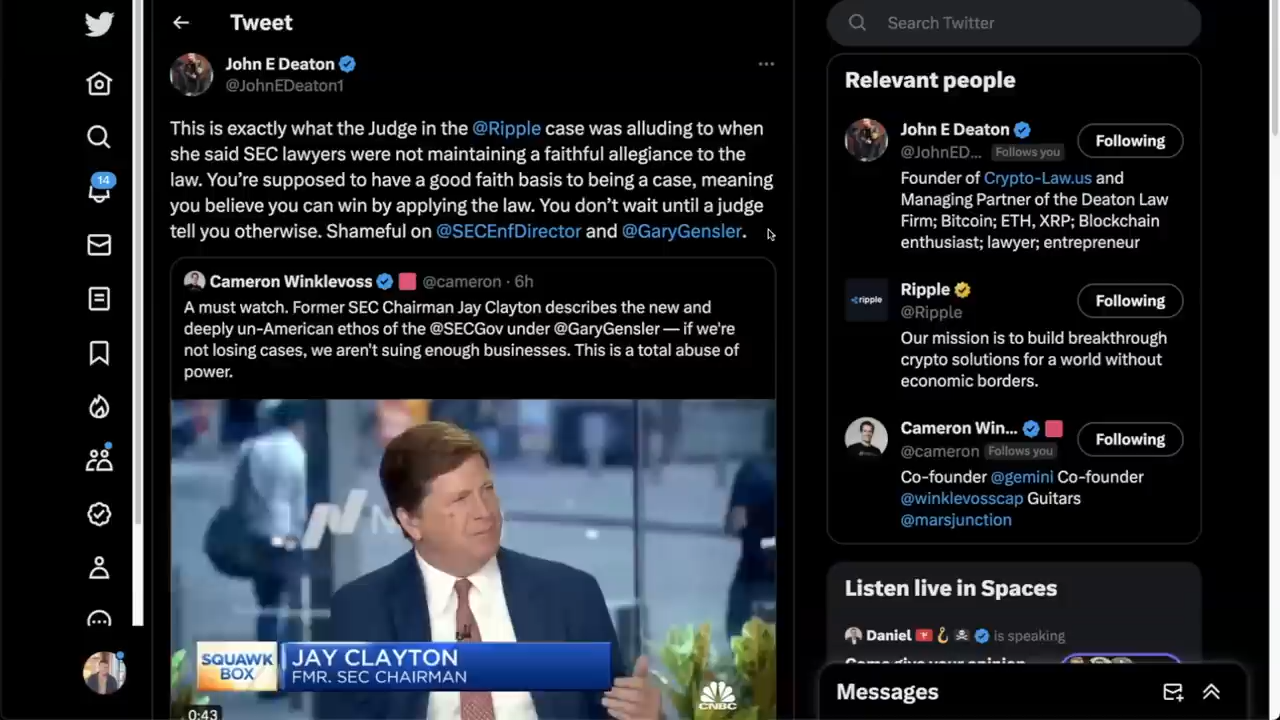 Tweet
John E Deaton
@JohnEDeaton1
This is exactly what the Judge in the @Ripple case was alluding to when
she said SEC lawyers were not maintaining a faithful allegiance to the
law. You’re supposed to have a good faith basis to being a case, meaning
you believe you can win by applying the law. You don’t wait until a judge
tell you otherwise. Shameful on @SECEnfDirector and @GaryGensler.
Cameron Winklevoss @cameron · 6h
A must watch. Former SEC Chairman Jay Clayton describes the new and
deeply un-American ethos of the @SECGov under @GaryGensler — if we're
not losing cases, we aren't suing enough businesses. This is a total abuse of
power.
SQUAWK
BOX
JAY CLAYTON
FMR. SEC CHAIRMAN
CNBC
0:43
14
Search Twitter
Relevant people
John E Deaton
@JohnED... Follows you
Following
Founder of Crypto-Law.us and
Managing Partner of the Deaton Law
Firm; Bitcoin; ETH, XRP; Blockchain
enthusiast; lawyer; entrepreneur
ripple
Ripple
@Ripple
Following
Our mission is to build breakthrough
crypto solutions for a world without
economic borders.
Cameron Win...
@cameron Follows you
Following
Co-founder @gemini Co-founder
@winklevosscap Guitars
@marsjunction
Listen live in Spaces
Daniel is speaking
Come give your opinion
Messages